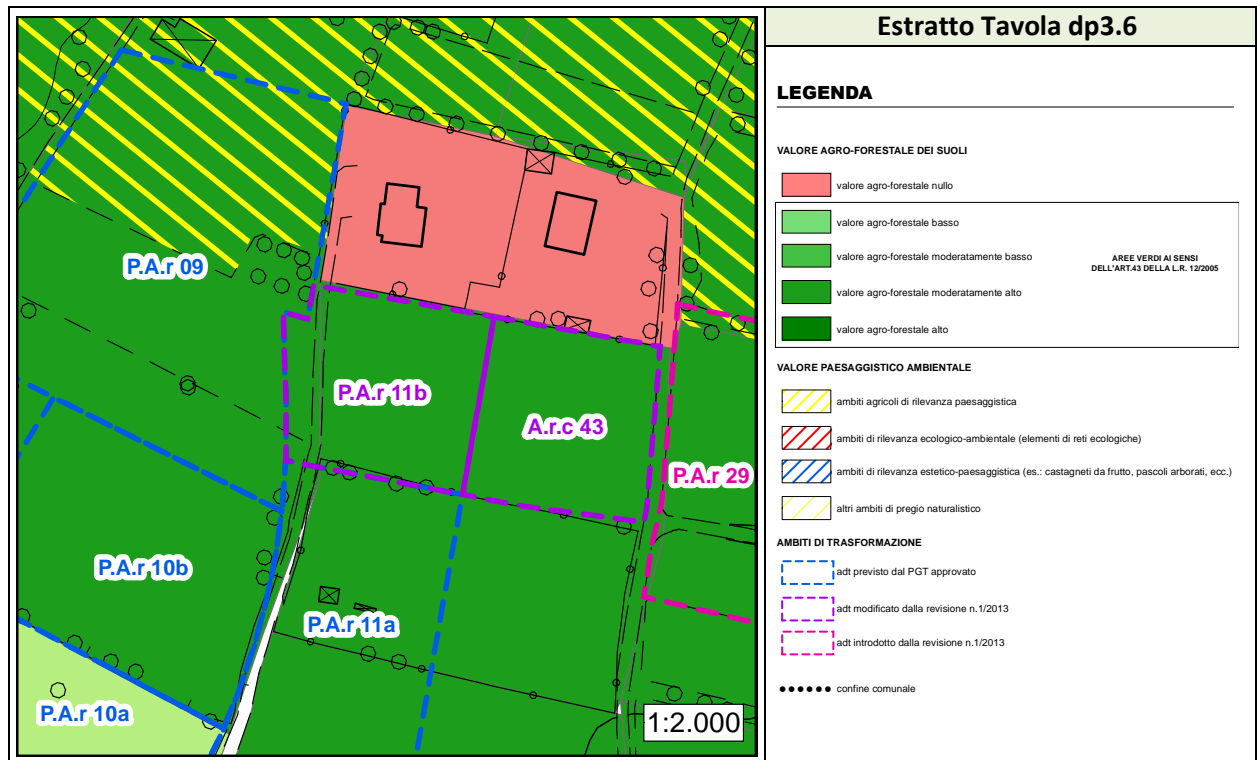 Estratto Tavola dp3.6
P.A.r 09
P.A.r 11b
A.r.c 43
P.A.r 29
P.A.r 10b
P.A.r 11a
P.A.r 10a
1:2.000
LEGENDA
VALORE AGRO-FORESTALE DEI SUOLI
valore agro-forestale nullo
valore agro-forestale basso
valore agro-forestale moderatamente basso
valore agro-forestale moderatamente alto
valore agro-forestale alto
AREE VERDI AI SENSI
DELL'ART.43 DELLA L.R. 12/2005
VALORE PAESAGGISTICO AMBIENTALE
ambiti agricoli di rilevanza paesaggistica
ambiti di rilevanza ecologico-ambientale (elementi di reti ecologiche)
ambiti di rilevanza estetico-paesaggistica (es.: castagneti da frutto, pascoli arborati, ecc.)
altri ambiti di pregio naturalistico
AMBITI DI TRASFORMAZIONE
adt previsto dal PGT approvato
adt modificato dalla revisione n.1/2013
adt introdotto dalla revisione n.1/2013
confine comunale